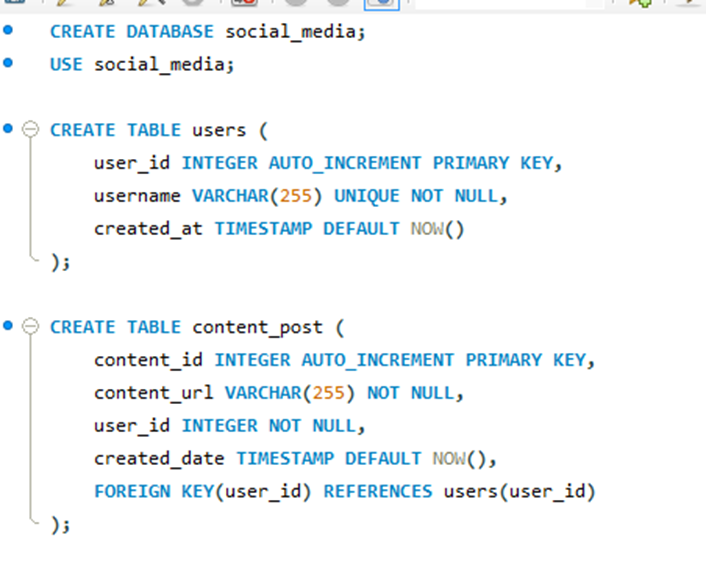 CREATE DATABASE social_media;
USE social_media;
CREATE TABLE users (
user_id INTEGER AUTO_INCREMENT PRIMARY KEY,
username VARCHAR(255) UNIQUE NOT NULL,
created_at TIMESTAMP DEFAULT NOW()
);
CREATE TABLE content_post (
content_id INTEGER AUTO_INCREMENT PRIMARY KEY,
content_url VARCHAR(255) NOT NULL,
user_id INTEGER NOT NULL,
created_date TIMESTAMP DEFAULT NOW(),
FOREIGN KEY(user_id) REFERENCES users(user_id)
);